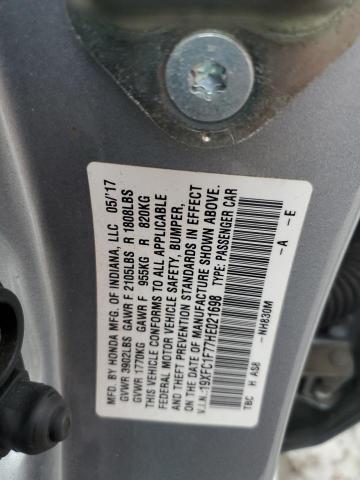 MFD. BY HONDA MFG. OF INDIANA, LLC 05/'17
GVWR 3902LBS GAWR F 2105LBS R 1808LBS
GVWR 1770KG GAWR F 955KG R 820KG
THIS VEHICLE CONFORMS TO ALL APPLICABLE
FEDERAL MOTOR VEHICLE SAFETY, BUMPER,
AND THEFT PREVENTION STANDARDS IN EFFECT
ON THE DATE OF MANUFACTURE SHOWN ABOVE.
V.I.N.:19XFC1F77HE021698 TYPE: PASSENGER CAR
TBC H AS8 - NH830M - A - E